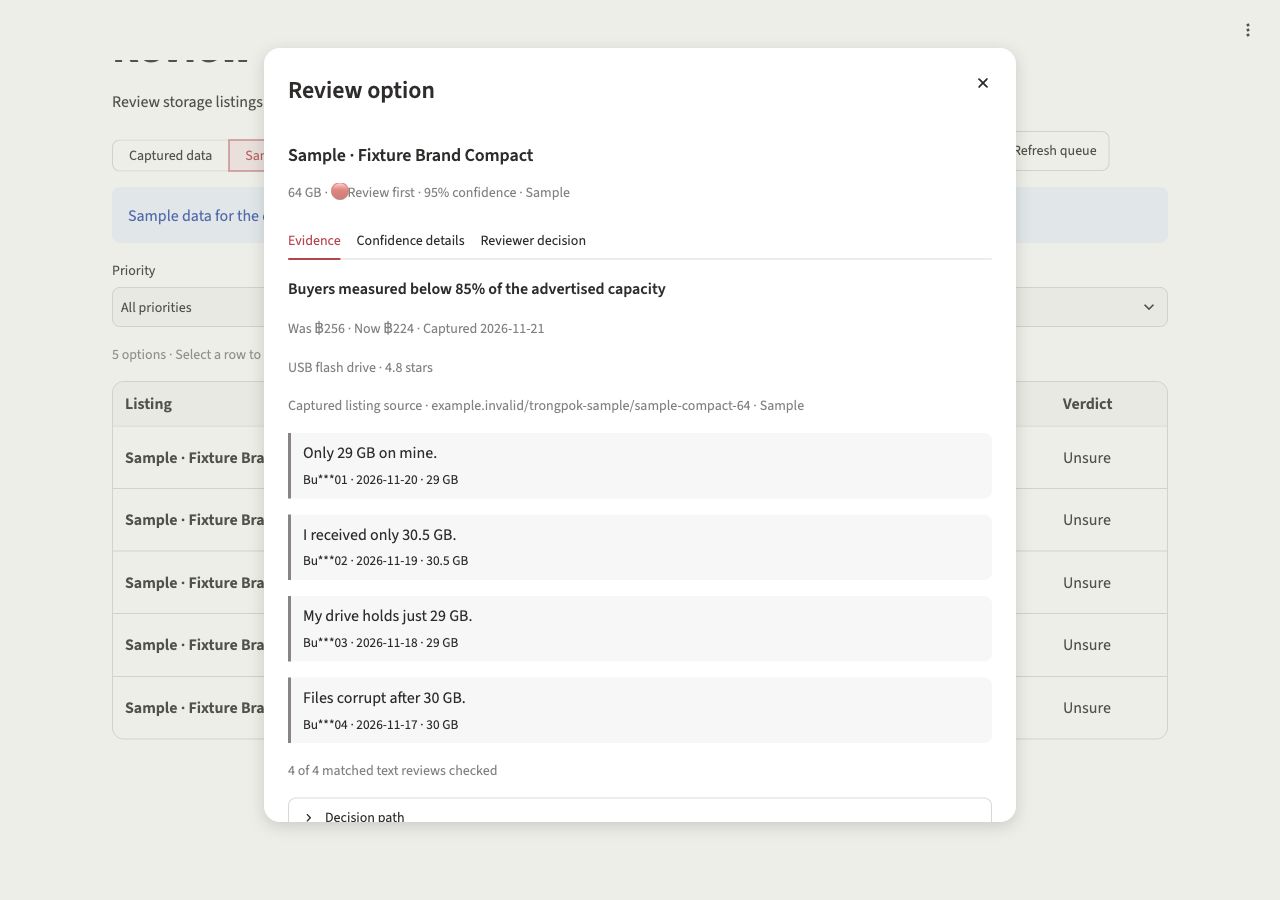 Review option
Sample · Fixture Brand Compact
64 GB · Review first · 95% confidence · Sample
Evidence Confidence details Reviewer decision
Buyers measured below 85% of the advertised capacity
Was ฿256 · Now ฿224 · Captured 2026-11-21
USB flash drive · 4.8 stars
Captured listing source · example.invalid/trongpok-sample/sample-compact-64 · Sample
Only 29 GB on mine.
Bu***01 · 2026-11-20 · 29 GB
I received only 30.5 GB.
Bu***02 · 2026-11-19 · 30.5 GB
My drive holds just 29 GB.
Bu***03 · 2026-11-18 · 29 GB
Files corrupt after 30 GB.
Bu***04 · 2026-11-17 · 30 GB
4 of 4 matched text reviews checked
Decision path
Review storage listings
Captured data
Refresh queue
Sample data for the
Priority
All priorities
5 options · Select a row to
Listing Verdict
Sample · Fixture Unsure
Sample · Fixture Unsure
Sample · Fixture Unsure
Sample · Fixture Unsure
Sample · Fixture Unsure